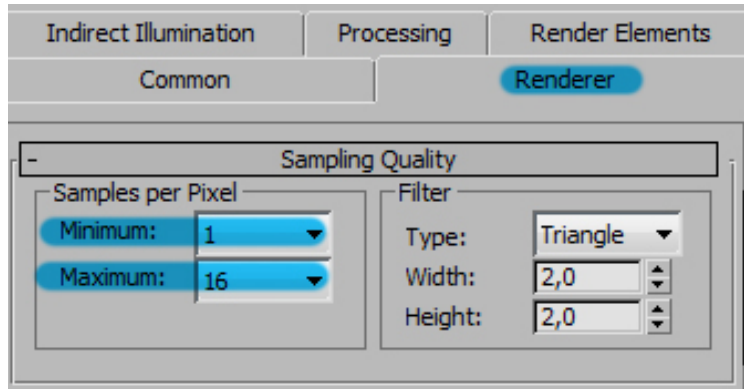 Indirect Illumination Processing Render Elements
Common Renderer
- Sampling Quality
Samples per Pixel Filter
Minimum: 1 Type: Triangle
Maximum: 16 Width: 2,0
Height: 2,0